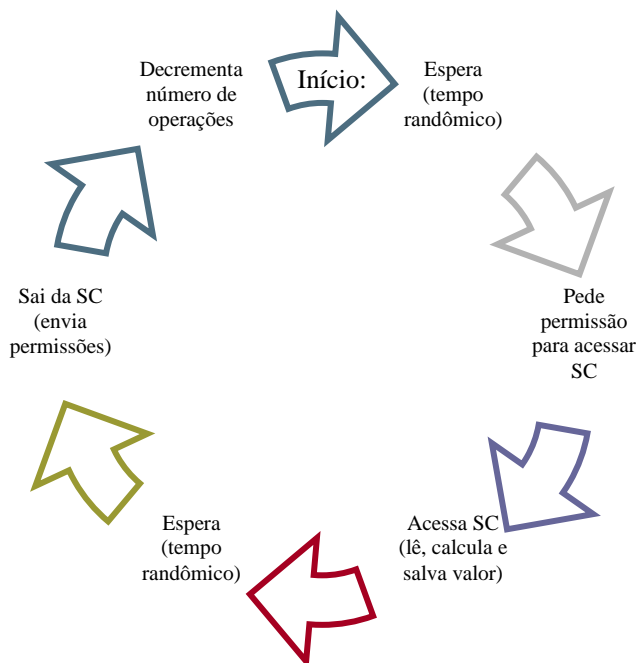 Início:
Espera
(tempo
randômico)
Pede
permissão
para acessar
SC
Acessa SC
(lê, calcula e
salva valor)
Espera
(tempo
randômico)
Sai da SC
(envia
permissões)
Decrementa
número de
operações